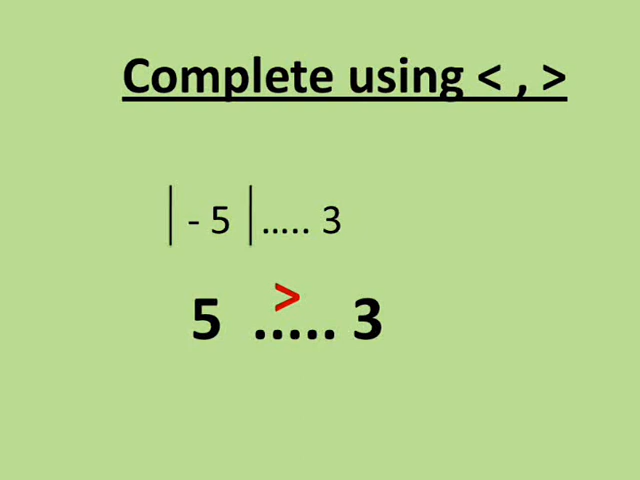 Complete using < , >
| - 5 | ..... 3
>
5 ..... 3